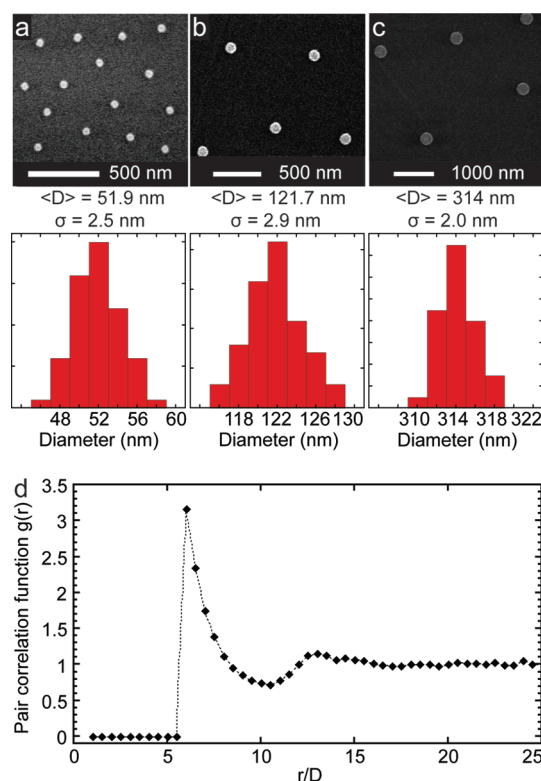 a b c
500 nm 500 nm 1000 nm
<D> = 51.9 nm <D> = 121.7 nm <D> = 314 nm
σ = 2.5 nm σ = 2.9 nm σ = 2.0 nm
48 52 56 60 118 122 126 130 310 314 318 322
Diameter (nm) Diameter (nm) Diameter (nm)
d
Pair correlation function g(r)
3.5
3
2.5
2
1.5
1
0.5
0
0 5 10 15 20 25
r/D